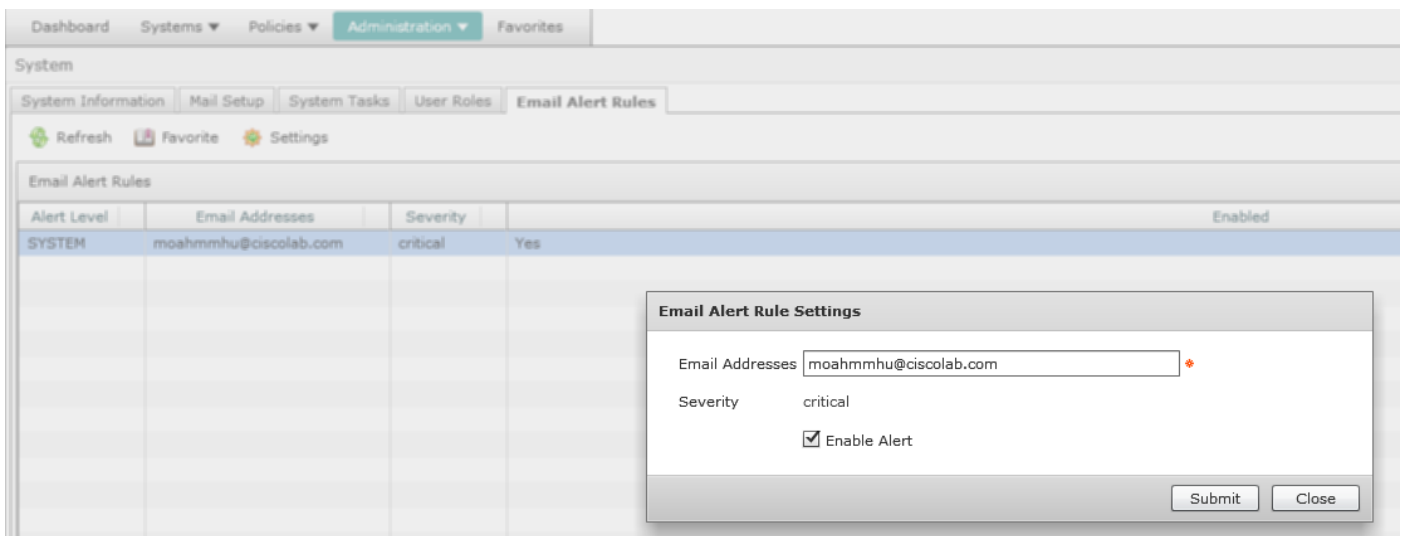 Dashboard Systems ▼ Policies ▼ Administration ▼ Favorites
System
System Information Mail Setup System Tasks User Roles Email Alert Rules
Refresh Favorite Settings
Email Alert Rules
Alert Level Email Addresses Severity Enabled
SYSTEM moahmmhu@ciscolab.com critical Yes
Email Alert Rule Settings
Email Addresses moahmmhu@ciscolab.com *
Severity critical
Enable Alert
Submit Close